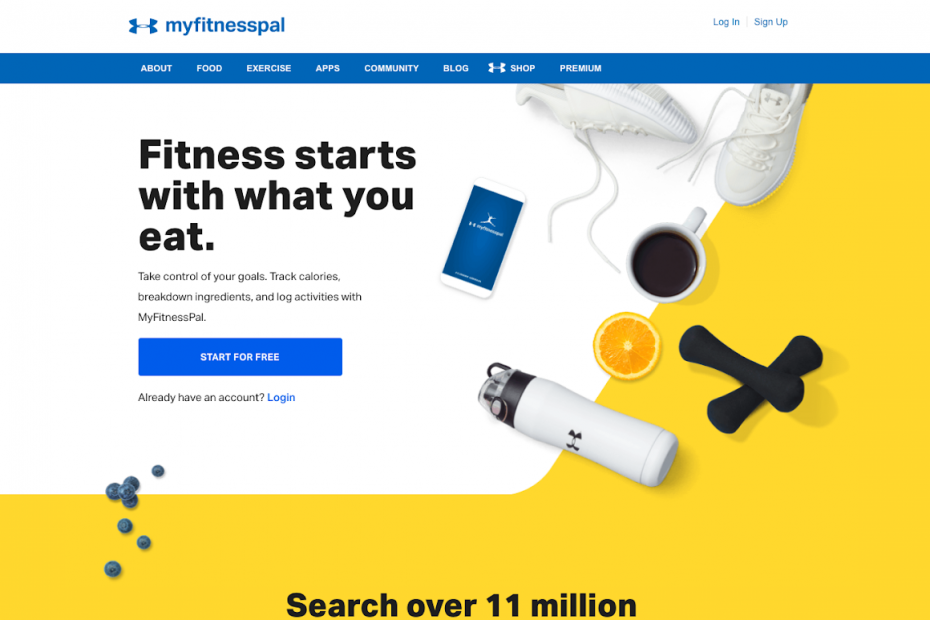 myfitnesspal
Log In
Sign Up
ABOUT
FOOD
EXERCISE
APPS
COMMUNITY
BLOG
SHOP
PREMIUM
Fitness starts
with what you
eat.
Take control of your goals. Track calories,
breakdown ingredients, and log activities with
MyFitnessPal.
START FOR FREE
Already have an account? Login
myfitnesspal
Search over 11 million